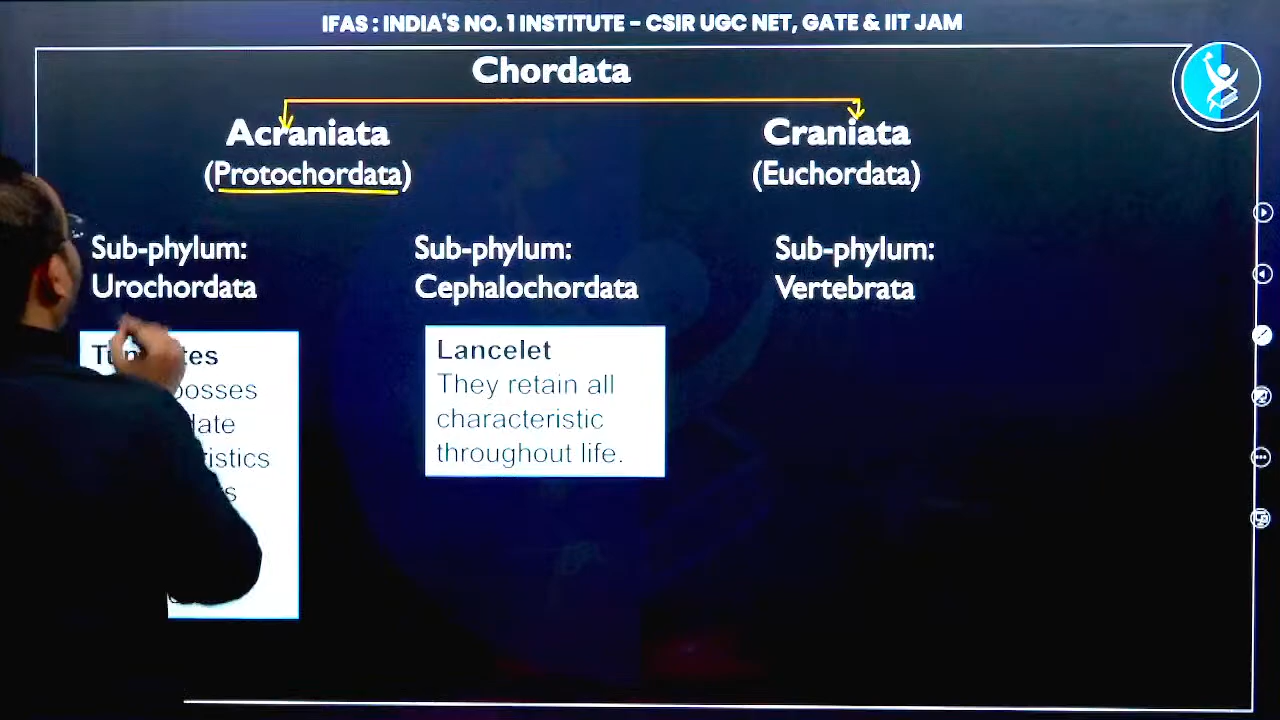 IFAS : INDIA'S NO. 1 INSTITUTE - CSIR UGC NET, GATE & IIT JAM
Chordata
Acraniata
(Protochordata)
Craniata
(Euchordata)
Sub-phylum:
Urochordata
Sub-phylum:
Cephalochordata
Sub-phylum:
Vertebrata
Lancelet
They retain all
characteristic
throughout life.